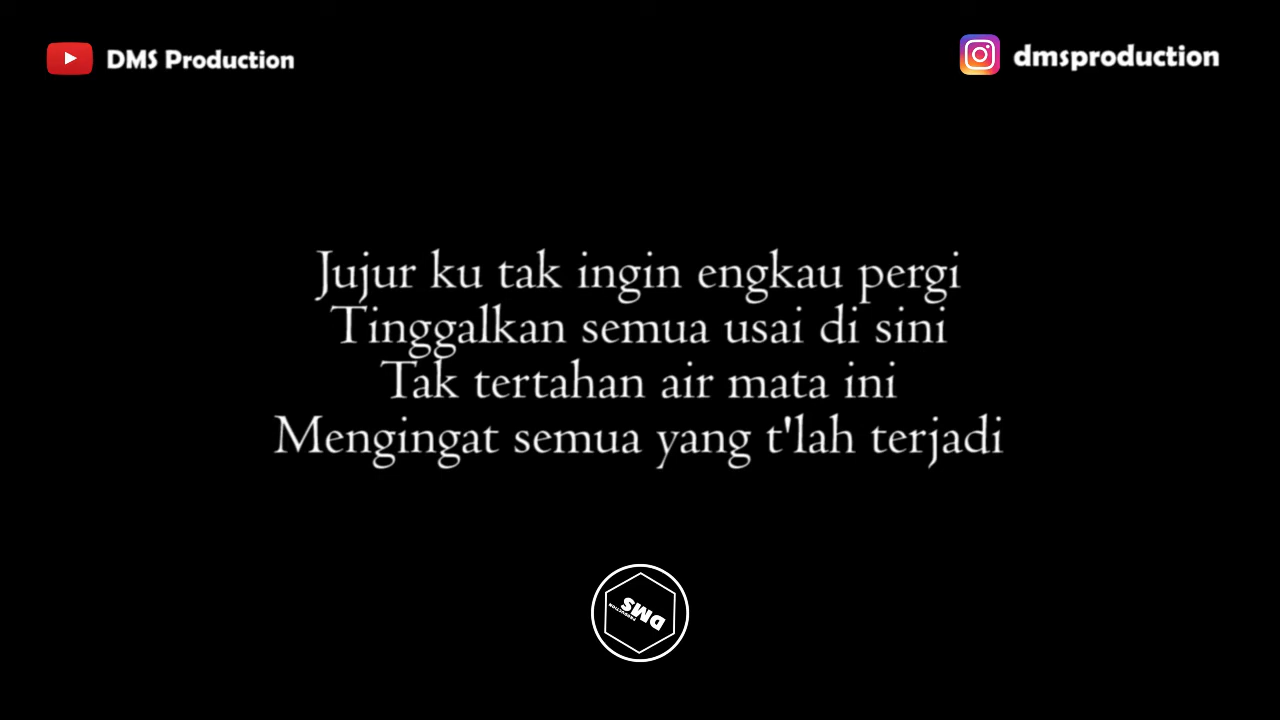 DMS Production
dmsproduction
Jujur ku tak ingin engkau pergi
Tinggalkan semua usai di sini
Tak tertahan air mata ini
Mengingat semua yang t'lah terjadi
DMS
PRODUCTION